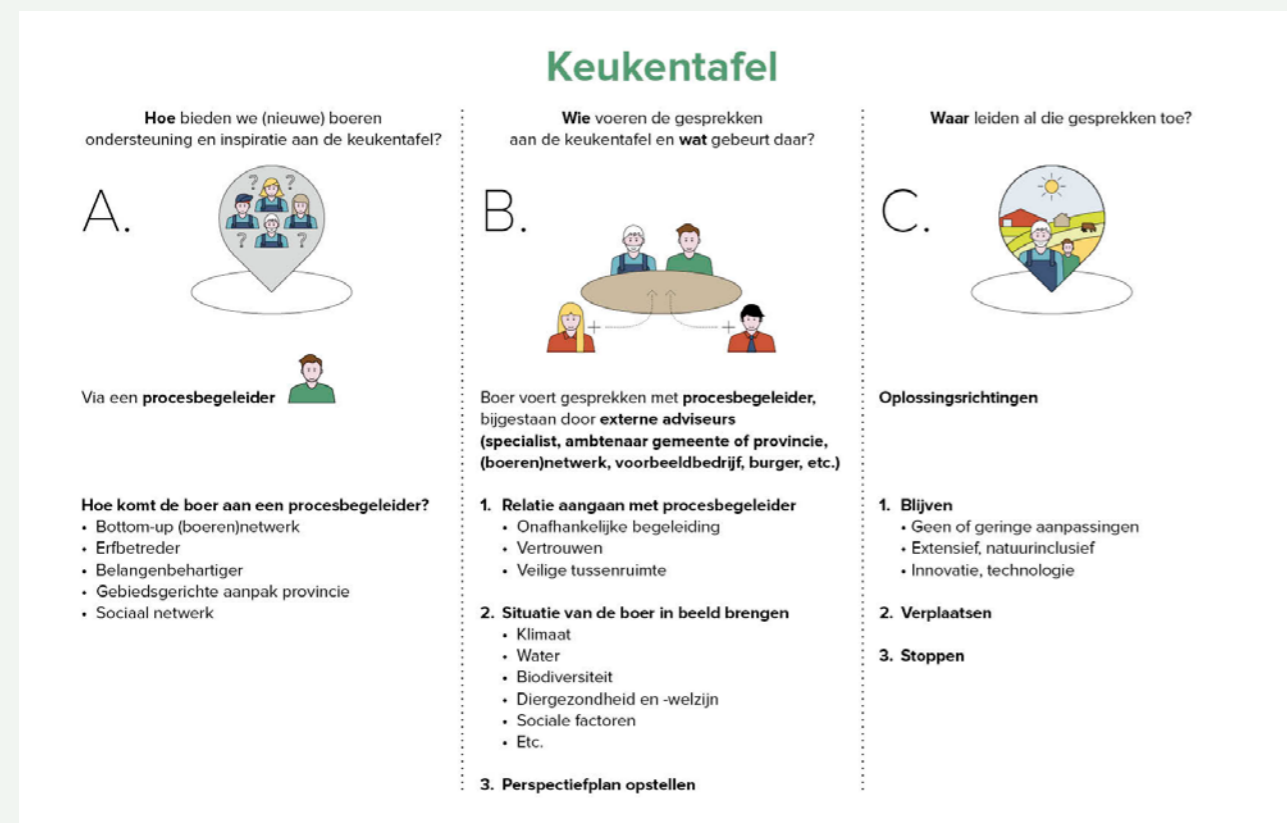 Keukentafel
Hoe bieden we (nieuwe) boeren
ondersteuning en inspiratie aan de keukentafel?
A.
? ?
? ?
Via een procesbegeleider
Hoe komt de boer aan een procesbegeleider?
• Bottom-up (boeren)netwerk
• Erfbetreder
• Belangenbehartiger
• Gebiedsgerichte aanpak provincie
• Sociaal netwerk
Wie voeren de gesprekken
aan de keukentafel en wat gebeurt daar?
B.
+ +
Boer voert gesprekken met procesbegeleider,
bijgestaan door externe adviseurs
(specialist, ambtenaar gemeente of provincie,
(boeren)netwerk, voorbeeldbedrijf, burger, etc.)
1. Relatie aangaan met procesbegeleider
• Onafhankelijke begeleiding
• Vertrouwen
• Veilige tussenruimte
2. Situatie van de boer in beeld brengen
• Klimaat
• Water
• Biodiversiteit
• Diergezondheid en -welzijn
• Sociale factoren
• Etc.
3. Perspectiefplan opstellen
Waar leiden al die gesprekken toe?
C.
Oplossingsrichtingen
1. Blijven
• Geen of geringe aanpassingen
• Extensief, natuurinclusief
• Innovatie, technologie
2. Verplaatsen
3. Stoppen